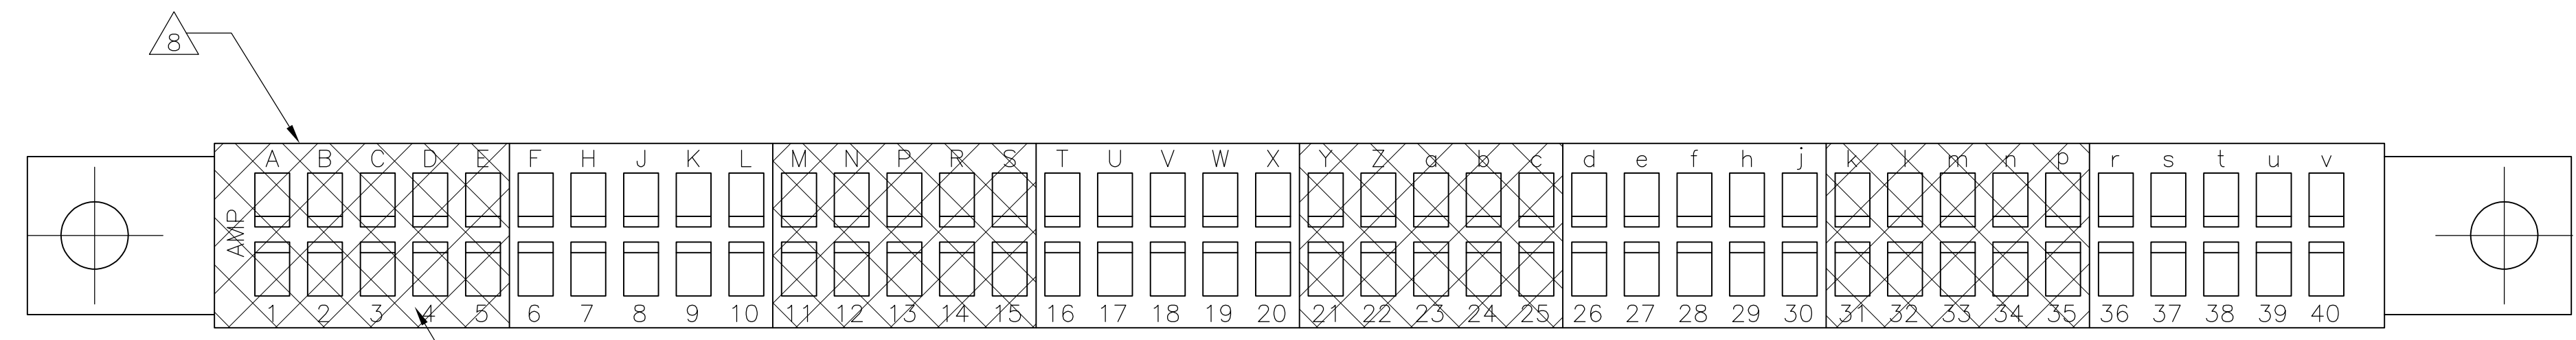 8
A B C D E F H J K L M N P R S T U V W X Y Z a b c d e f h j k l m n p r s t u v
AMP
1 2 3 4 5 6 7 8 9 10 11 12 13 14 15 16 17 18 19 20 21 22 23 24 25 26 27 28 29 30 31 32 33 34 35 36 37 38 39 40